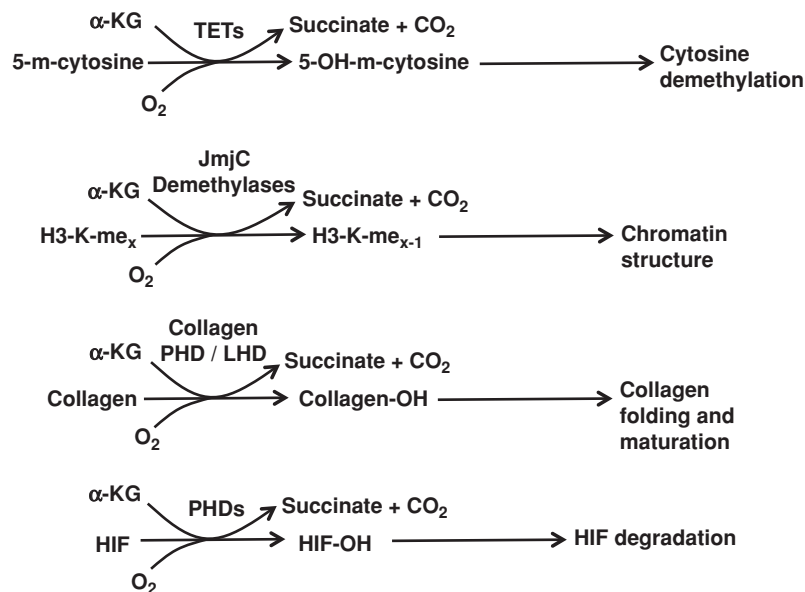 α-KG
TETs
Succinate + CO2
5-m-cytosine
5-OH-m-cytosine
Cytosine
demethylation
O2
JmjC
Demethylases
α-KG
Succinate + CO2
H3-K-mex
H3-K-mex-1
Chromatin
structure
O2
Collagen
PHD / LHD
α-KG
Succinate + CO2
Collagen
Collagen-OH
Collagen
folding and
maturation
O2
α-KG
PHDs
Succinate + CO2
HIF
HIF-OH
HIF degradation
O2